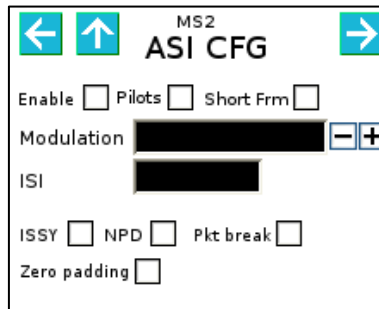 MS2
ASI CFG
Enable Pilots Short Frm
Modulation
ISI
ISSY NPD Pkt break
Zero padding